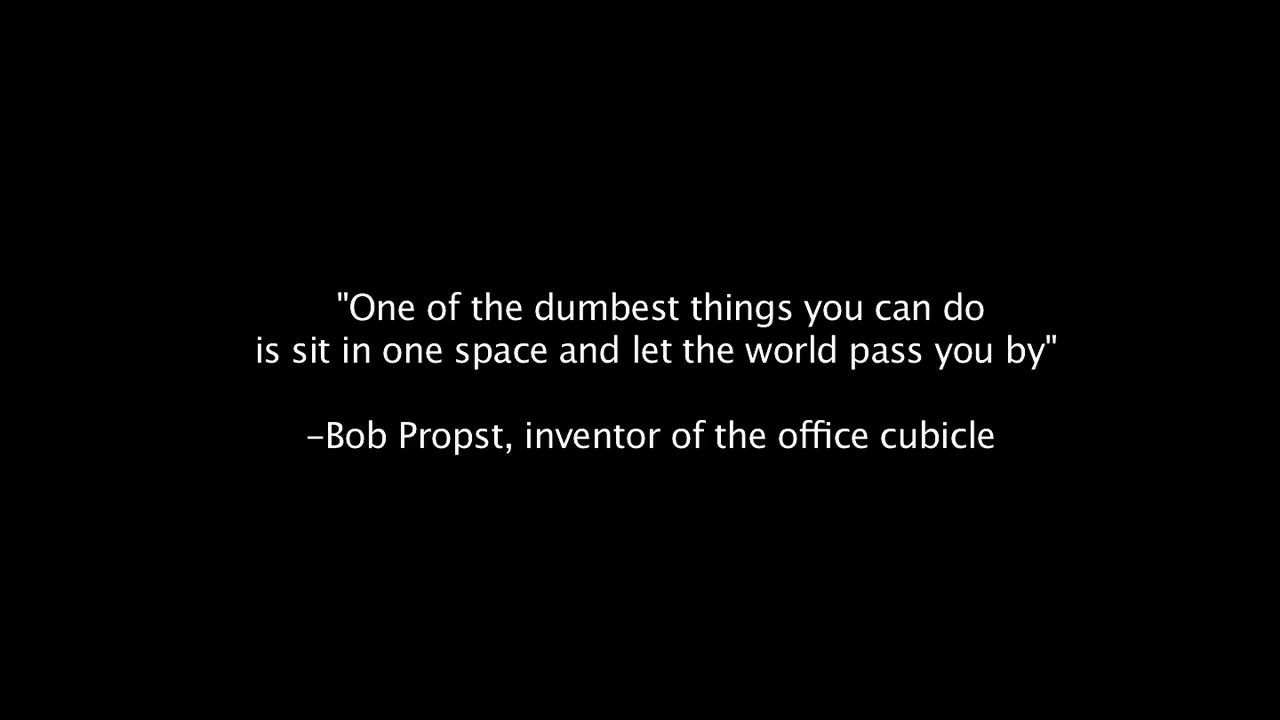 "One of the dumbest things you can do
is sit in one space and let the world pass you by"
–Bob Propst, inventor of the office cubicle